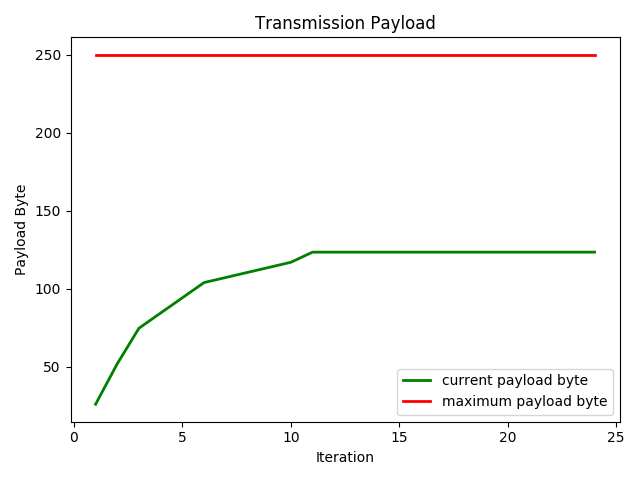 Transmission Payload
250
200
150
100
50
Payload Byte
current payload byte
maximum payload byte
0 5 10 15 20 25
Iteration